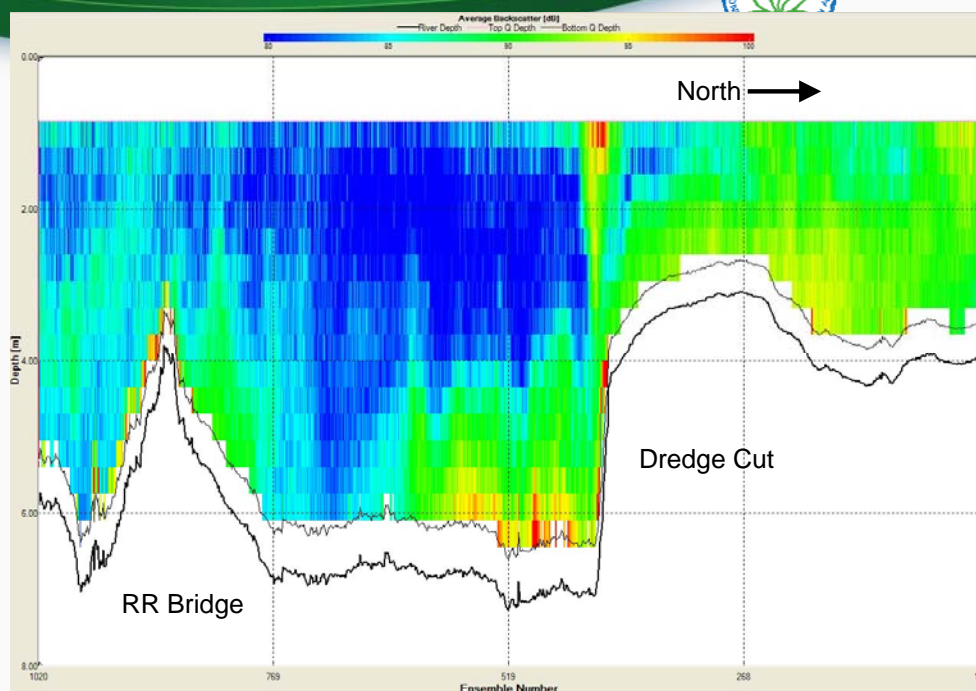 Average Backscatter [dB]
River Depth Top Q Depth Bottom Q Depth
80 85 90 95 100
0.00
North
2.00
Depth [m]
4.00
Dredge Cut
6.00
RR Bridge
8.00
1020 769 519 268
Ensemble Number